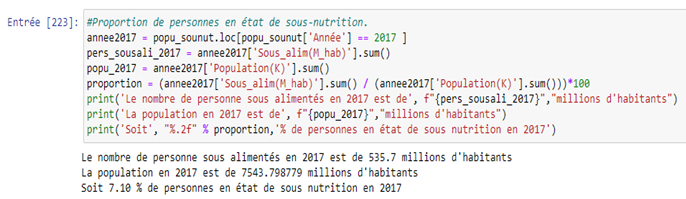 Entrée [223]: #Proportion de personnes en état de sous-nutrition.
annee2017 = popu_sounut.loc[popu_sounut['Année'] == 2017 ]
pers_sousali_2017 = annee2017['Sous_alim(M_hab)'].sum()
popu_2017 = annee2017['Population(K)'].sum()
proportion = (annee2017['Sous_alim(M_hab)'].sum() / (annee2017['Population(K)'].sum()))*100
print('Le nombre de personne sous alimentés en 2017 est de', f"{pers_sousali_2017}","millions d'habitants")
print('La population en 2017 est de', f"{popu_2017}","millions d'habitants")
print('Soit', "%.2f" % proportion,'% de personnes en état de sous nutrition en 2017')
Le nombre de personne sous alimentés en 2017 est de 535.7 millions d'habitants
La population en 2017 est de 7543.798779 millions d'habitants
Soit 7.10 % de personnes en état de sous nutrition en 2017